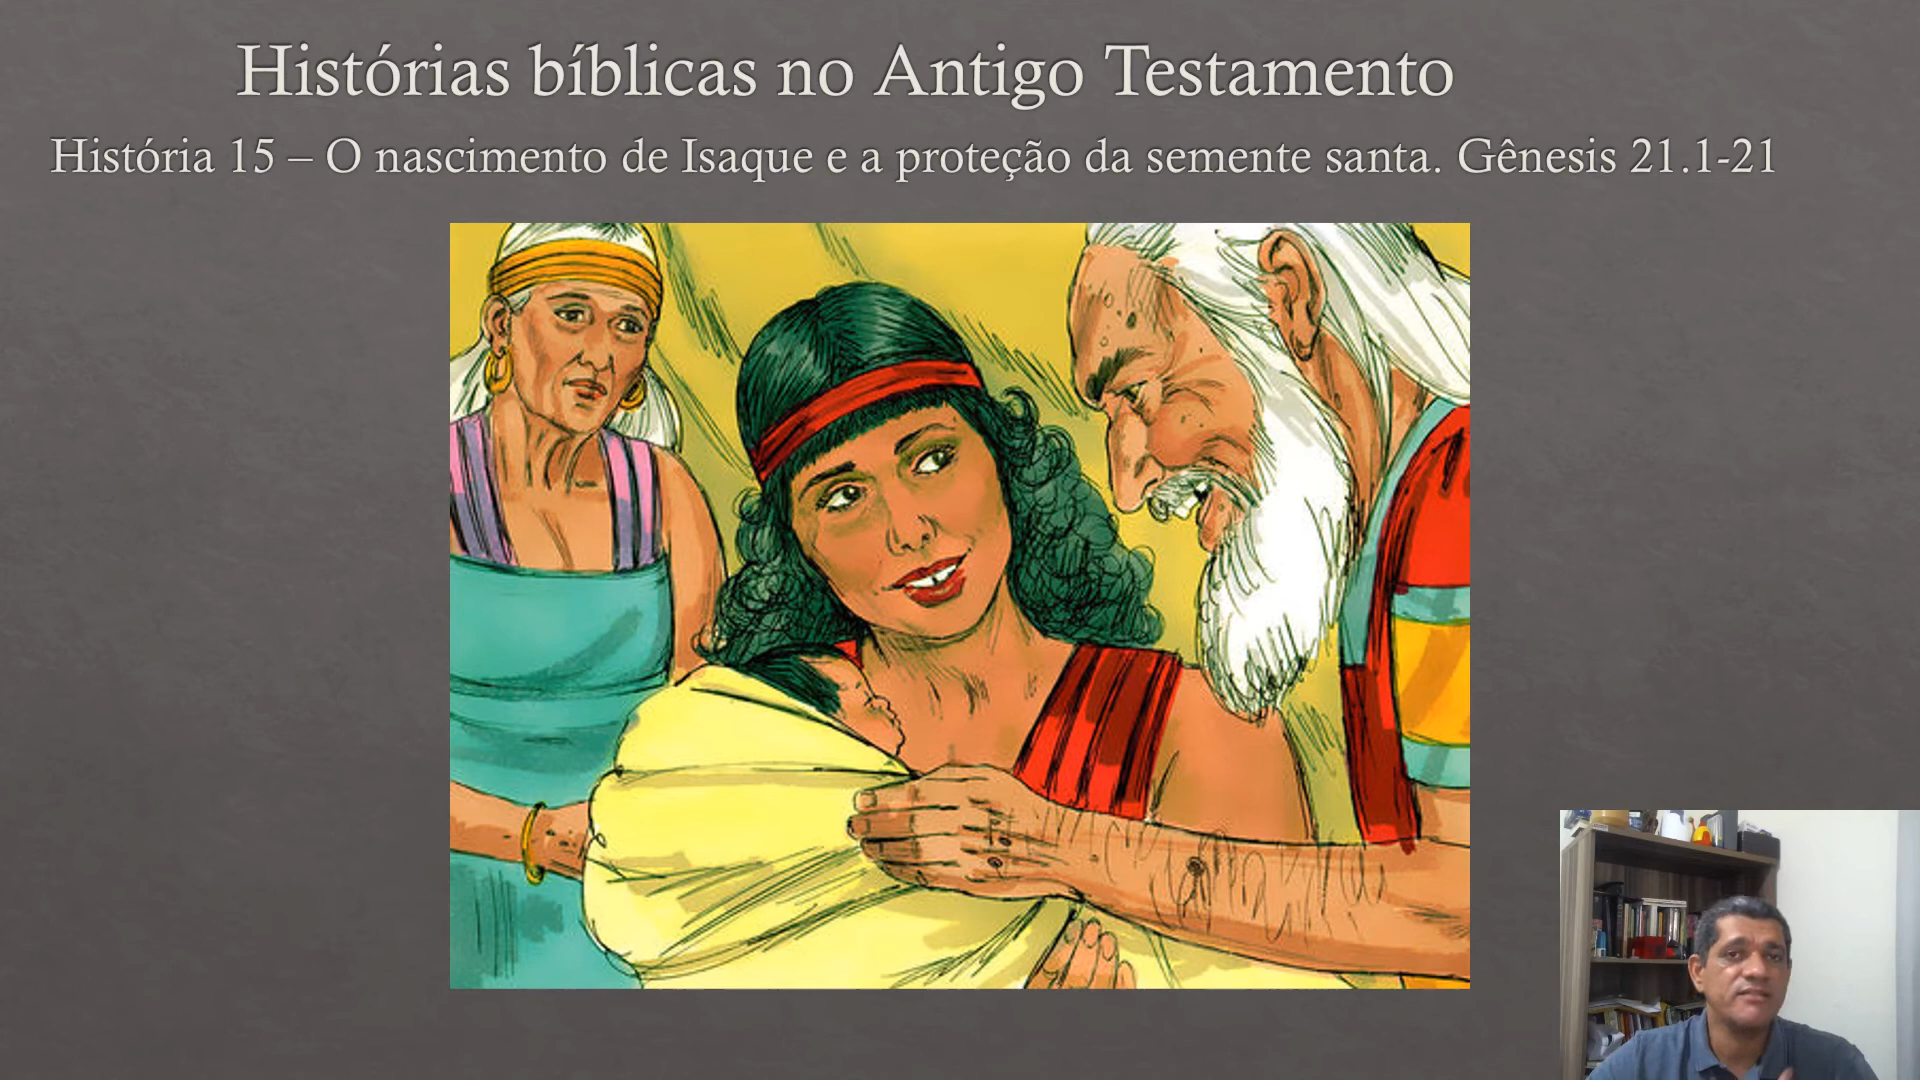 Histórias bíblicas no Antigo Testamento
História 15 – O nascimento de Isaque e a proteção da semente santa. Gênesis 21.1-21